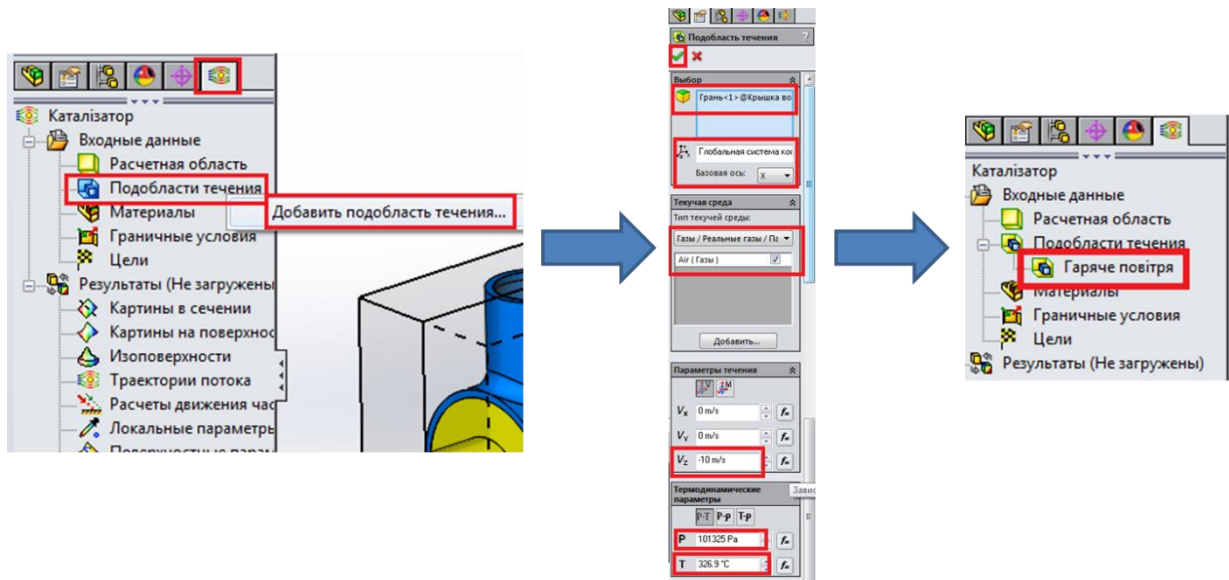 Каталізатор
Входные данные
Расчетная область
Подобласти течения
Добавить подобласть течения...
Материалы
Граничные условия
Цели
Результаты (Не загружены
Картины в сечении
Картины на поверхнос
Изоповерхности
Траектории потока
Расчеты движения час
Локальные параметры
Подобласть течения ?
Выбор
Грань<1>@Крышка во
Глобальная система коо
Базовая ось: X
Текучая среда
Тип текучей среды:
Газы / Реальные газы / Па
Air ( Газы )
Добавить...
Параметры течения
Vx 0 m/s
Vy 0 m/s
Vz -10 m/s
Термодинамические
параметры
Завис
P-T P-ρ T-ρ
P 101325 Pa
T 326.9 °C
Каталізатор
Входные данные
Расчетная область
Подобласти течения
Гаряче повітря
Материалы
Граничные условия
Цели
Результаты (Не загружены)